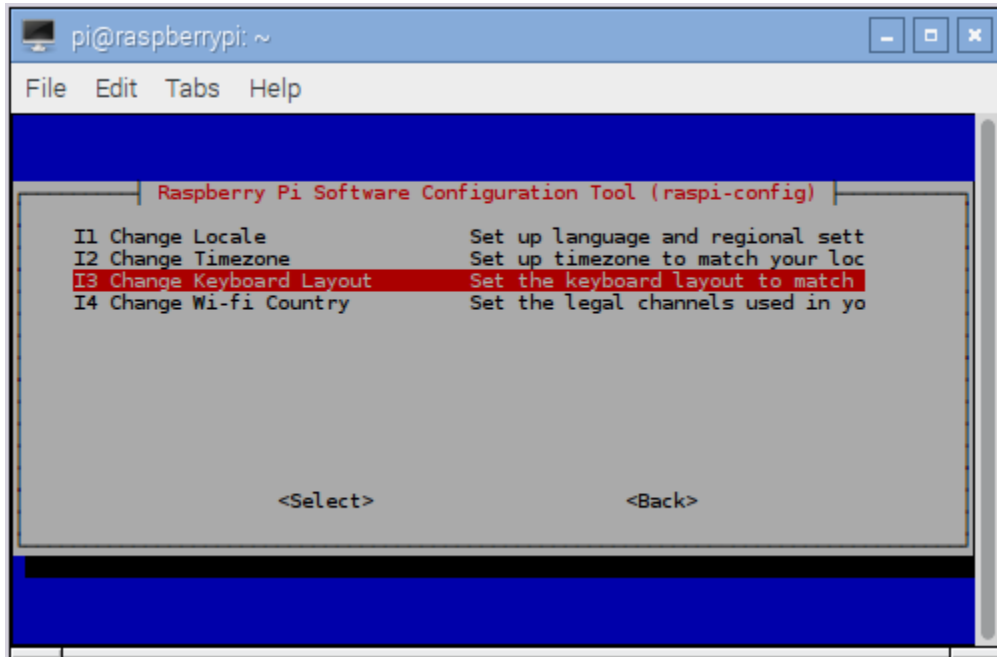 pi@raspberrypi: ~
File Edit Tabs Help
Raspberry Pi Software Configuration Tool (raspi-config)
I1 Change Locale Set up language and regional sett
I2 Change Timezone Set up timezone to match your loc
I3 Change Keyboard Layout Set the keyboard layout to match
I4 Change Wi-fi Country Set the legal channels used in yo
<Select> <Back>